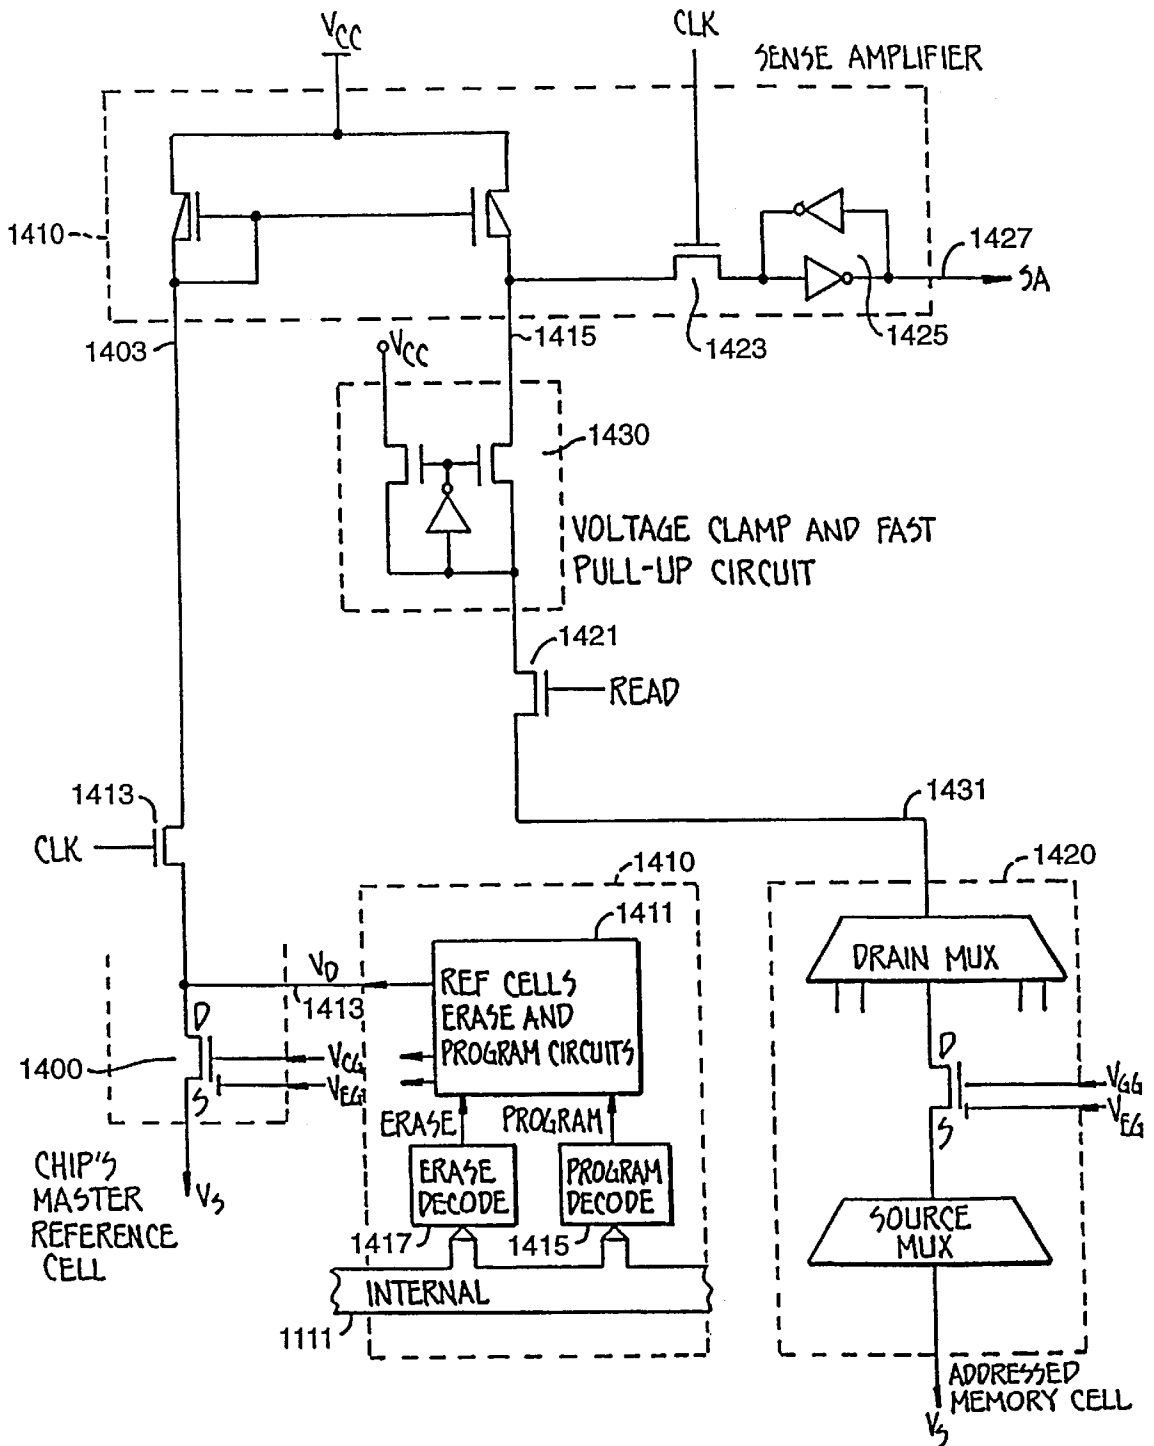 VCC
CLK
SENSE AMPLIFIER
1410
1427
SA
1403
1415
1423
1425
VCC
1430
VOLTAGE CLAMP AND FAST
PULL-UP CIRCUIT
1421
READ
1413
1431
CLK
1410
1420
1411
DRAIN MUX
VD
1413
REF CELLS
ERASE AND
PROGRAM CIRCUITS
D
1400
S
VCG
VEG
D
S
VGG
VEG
ERASE
PROGRAM
CHIP'S
MASTER
REFERENCE
CELL
VS
ERASE
DECODE
PROGRAM
DECODE
1417
1415
SOURCE
MUX
INTERNAL
1111
ADDRESSED
MEMORY CELL
VS